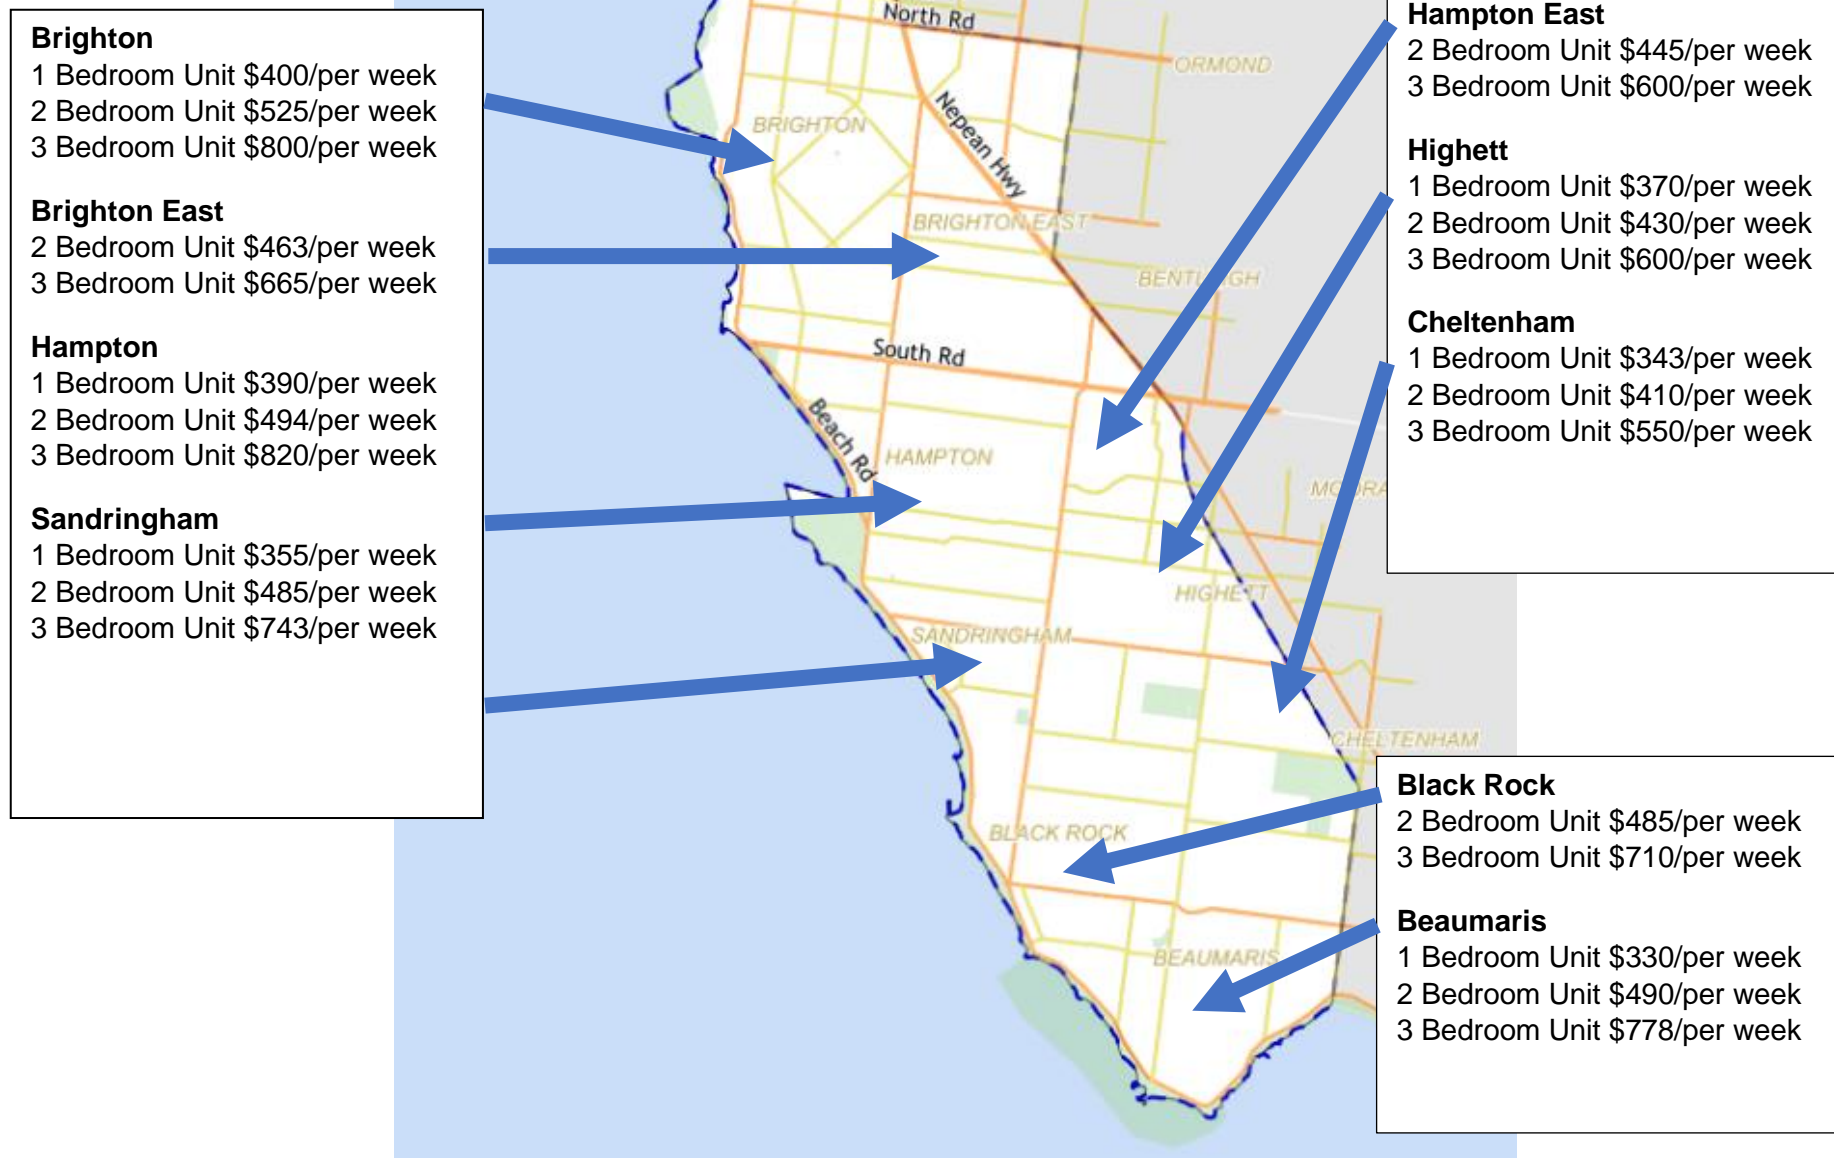 Brighton
1 Bedroom Unit $400/per week
2 Bedroom Unit $525/per week
3 Bedroom Unit $800/per week
Brighton East
2 Bedroom Unit $463/per week
3 Bedroom Unit $665/per week
Hampton
1 Bedroom Unit $390/per week
2 Bedroom Unit $494/per week
3 Bedroom Unit $820/per week
Sandringham
1 Bedroom Unit $355/per week
2 Bedroom Unit $485/per week
3 Bedroom Unit $743/per week
North Rd
ORMOND
BRIGHTON
Nepean Hwy
BRIGHTON EAST
South Rd
Beach Rd
HAMPTON
HIGHETT
SANDRINGHAM
CHELTENHAM
BLACK ROCK
BEAUMARIS
Hampton East
2 Bedroom Unit $445/per week
3 Bedroom Unit $600/per week
Highett
1 Bedroom Unit $370/per week
2 Bedroom Unit $430/per week
3 Bedroom Unit $600/per week
Cheltenham
1 Bedroom Unit $343/per week
2 Bedroom Unit $410/per week
3 Bedroom Unit $550/per week
Black Rock
2 Bedroom Unit $485/per week
3 Bedroom Unit $710/per week
Beaumaris
1 Bedroom Unit $330/per week
2 Bedroom Unit $490/per week
3 Bedroom Unit $778/per week